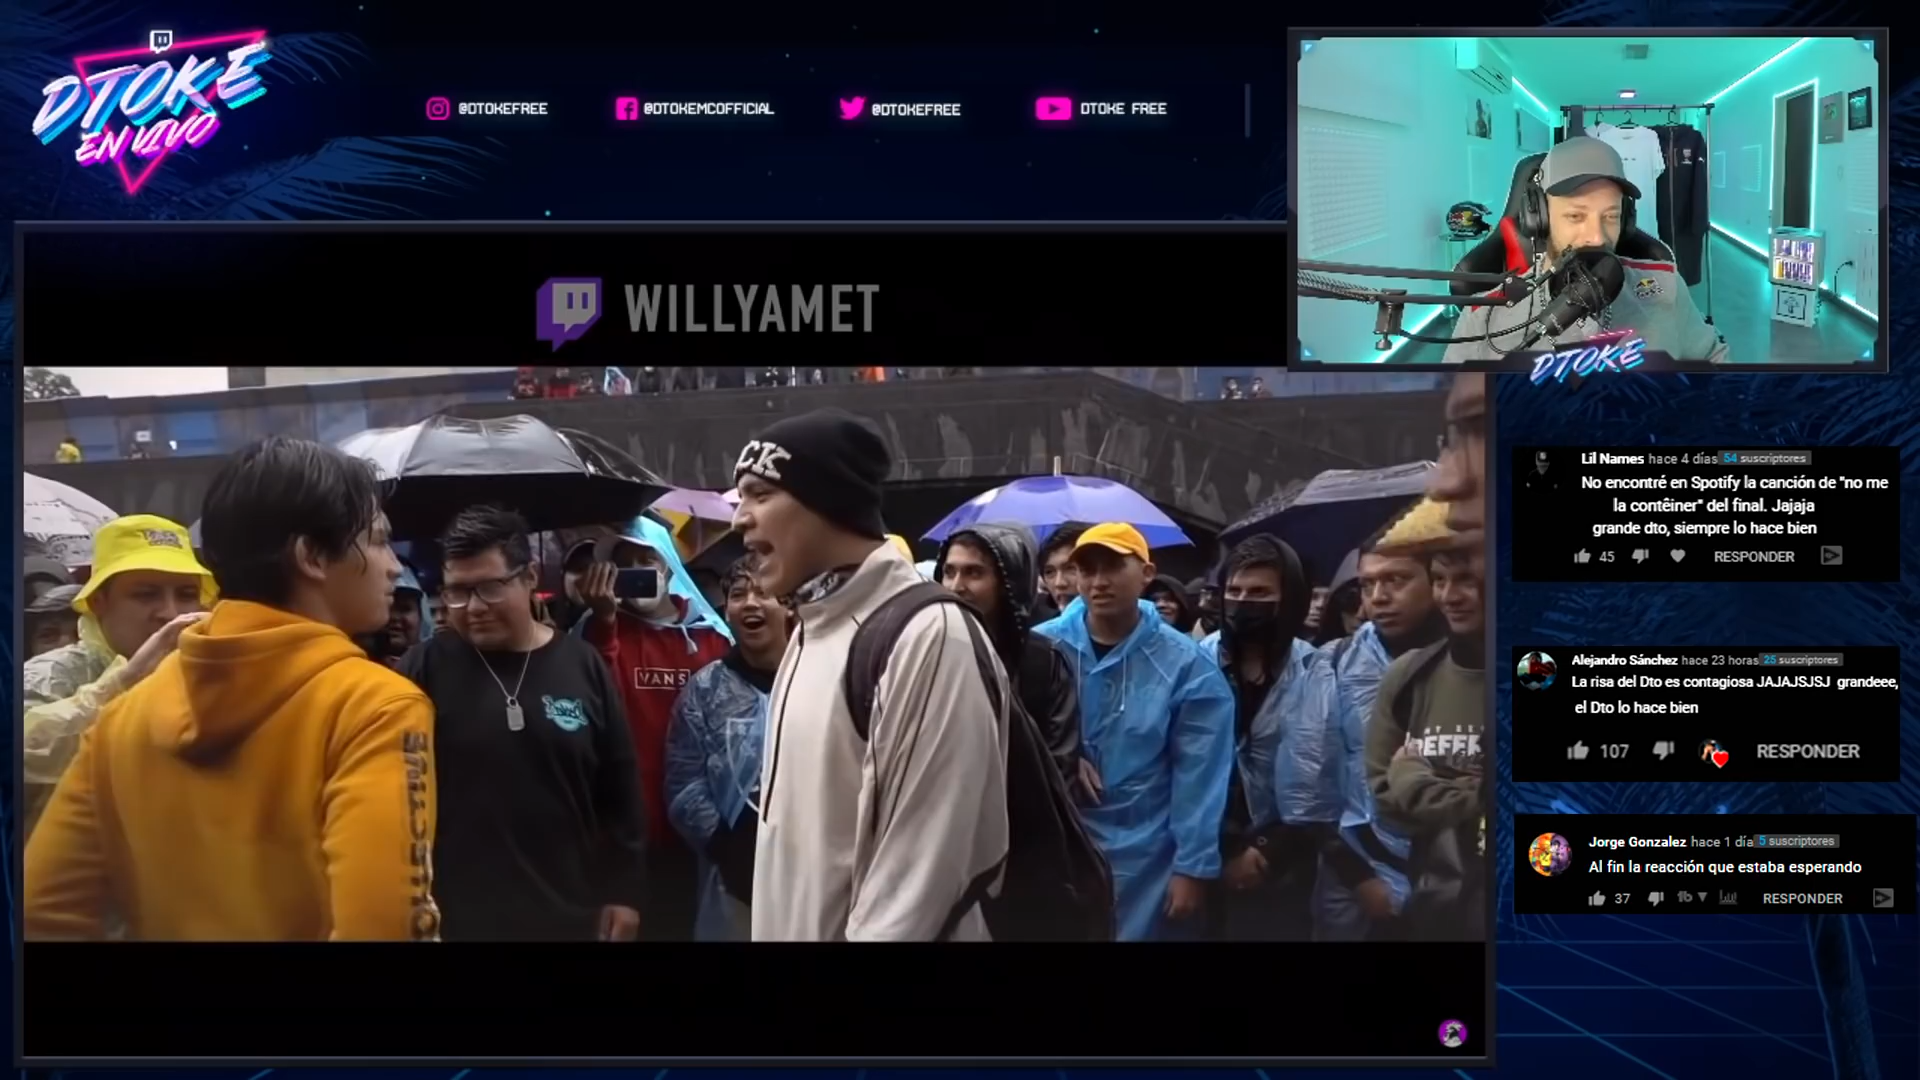 DTOKE
EN VIVO
@DTOKEFREE
@DTOKEMCOFFICIAL
@DTOKEFREE
DTOKE FREE
WILLYAMET
DTOKE
CK
VANS
REFER
Lil Names hace 4 días 54 suscriptores
No encontré en Spotify la canción de "no me
la contêiner" del final. Jajaja
grande dto, siempre lo hace bien
45 RESPONDER
Alejandro Sánchez hace 23 horas 25 suscriptores
La risa del Dto es contagiosa JAJAJSJSJ grandeee,
el Dto lo hace bien
107 RESPONDER
Jorge Gonzalez hace 1 día 5 suscriptores
Al fin la reacción que estaba esperando
37 RESPONDER